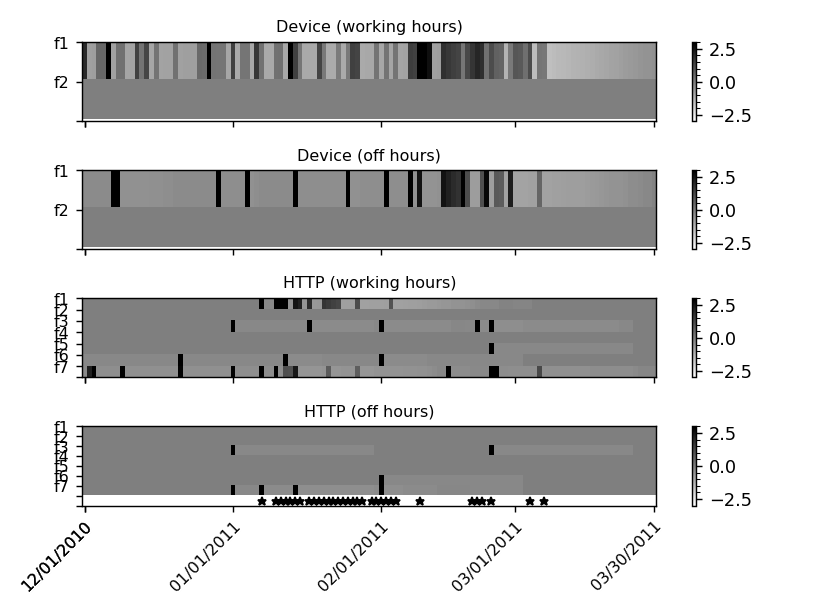 Device (working hours)
f1
f2
2.5
0.0
−2.5
Device (off hours)
f1
f2
2.5
0.0
−2.5
HTTP (working hours)
f1
f2
f3
f4
f5
f6
f7
2.5
0.0
−2.5
HTTP (off hours)
f1
f2
f3
f4
f5
f6
f7
2.5
0.0
−2.5
12/01/2010
01/01/2011
02/01/2011
03/01/2011
03/30/2011